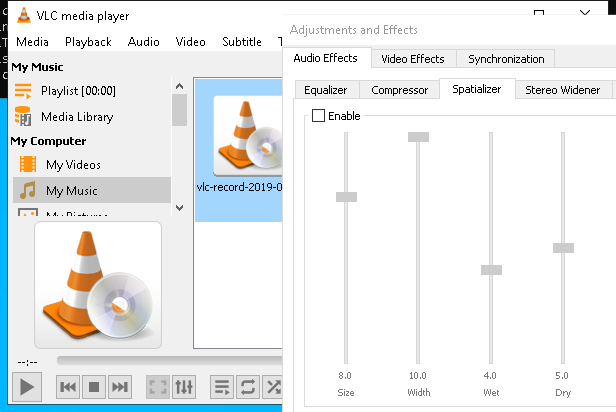 VLC media player
Media Playback Audio Video Subtitle
My Music
Playlist [00:00]
Media Library
My Computer
My Videos
My Music
My Pictures
vlc-record-2019-0
--:--
Adjustments and Effects
Audio Effects Video Effects Synchronization
Equalizer Compressor Spatializer Stereo Widener
Enable
8.0 10.0 4.0 5.0
Size Width Wet Dry